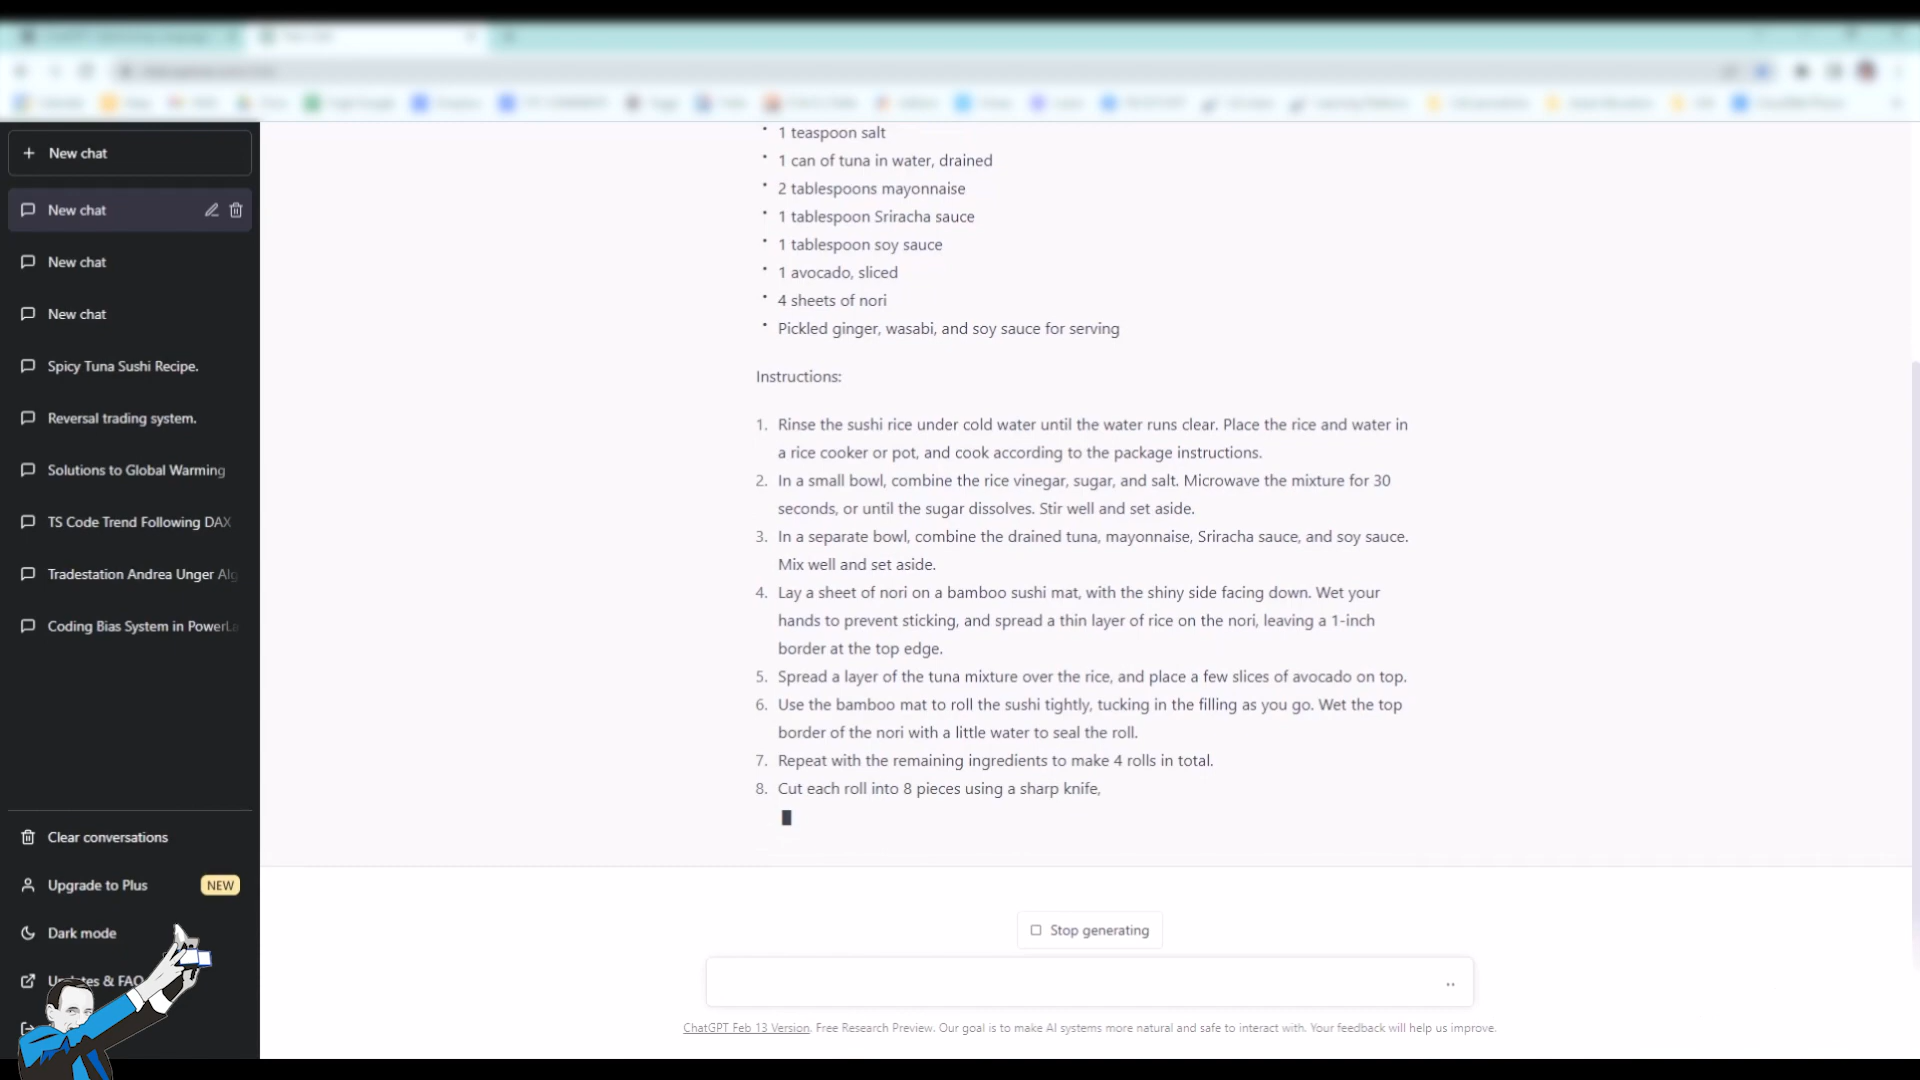 New chat
New chat
New chat
New chat
Spicy Tuna Sushi Recipe.
Reversal trading system.
Solutions to Global Warming
TS Code Trend Following DAX
Tradestation Andrea Unger Alg
Coding Bias System in PowerLa
Clear conversations
Upgrade to Plus NEW
Dark mode
& FAQ
• 1 teaspoon salt
• 1 can of tuna in water, drained
• 2 tablespoons mayonnaise
• 1 tablespoon Sriracha sauce
• 1 tablespoon soy sauce
• 1 avocado, sliced
• 4 sheets of nori
• Pickled ginger, wasabi, and soy sauce for serving
Instructions:
1. Rinse the sushi rice under cold water until the water runs clear. Place the rice and water in
a rice cooker or pot, and cook according to the package instructions.
2. In a small bowl, combine the rice vinegar, sugar, and salt. Microwave the mixture for 30
seconds, or until the sugar dissolves. Stir well and set aside.
3. In a separate bowl, combine the drained tuna, mayonnaise, Sriracha sauce, and soy sauce.
Mix well and set aside.
4. Lay a sheet of nori on a bamboo sushi mat, with the shiny side facing down. Wet your
hands to prevent sticking, and spread a thin layer of rice on the nori, leaving a 1-inch
border at the top edge.
5. Spread a layer of the tuna mixture over the rice, and place a few slices of avocado on top.
6. Use the bamboo mat to roll the sushi tightly, tucking in the filling as you go. Wet the top
border of the nori with a little water to seal the roll.
7. Repeat with the remaining ingredients to make 4 rolls in total.
8. Cut each roll into 8 pieces using a sharp knife,
Stop generating
ChatGPT Feb 13 Version. Free Research Preview. Our goal is to make AI systems more natural and safe to interact with. Your feedback will help us improve.